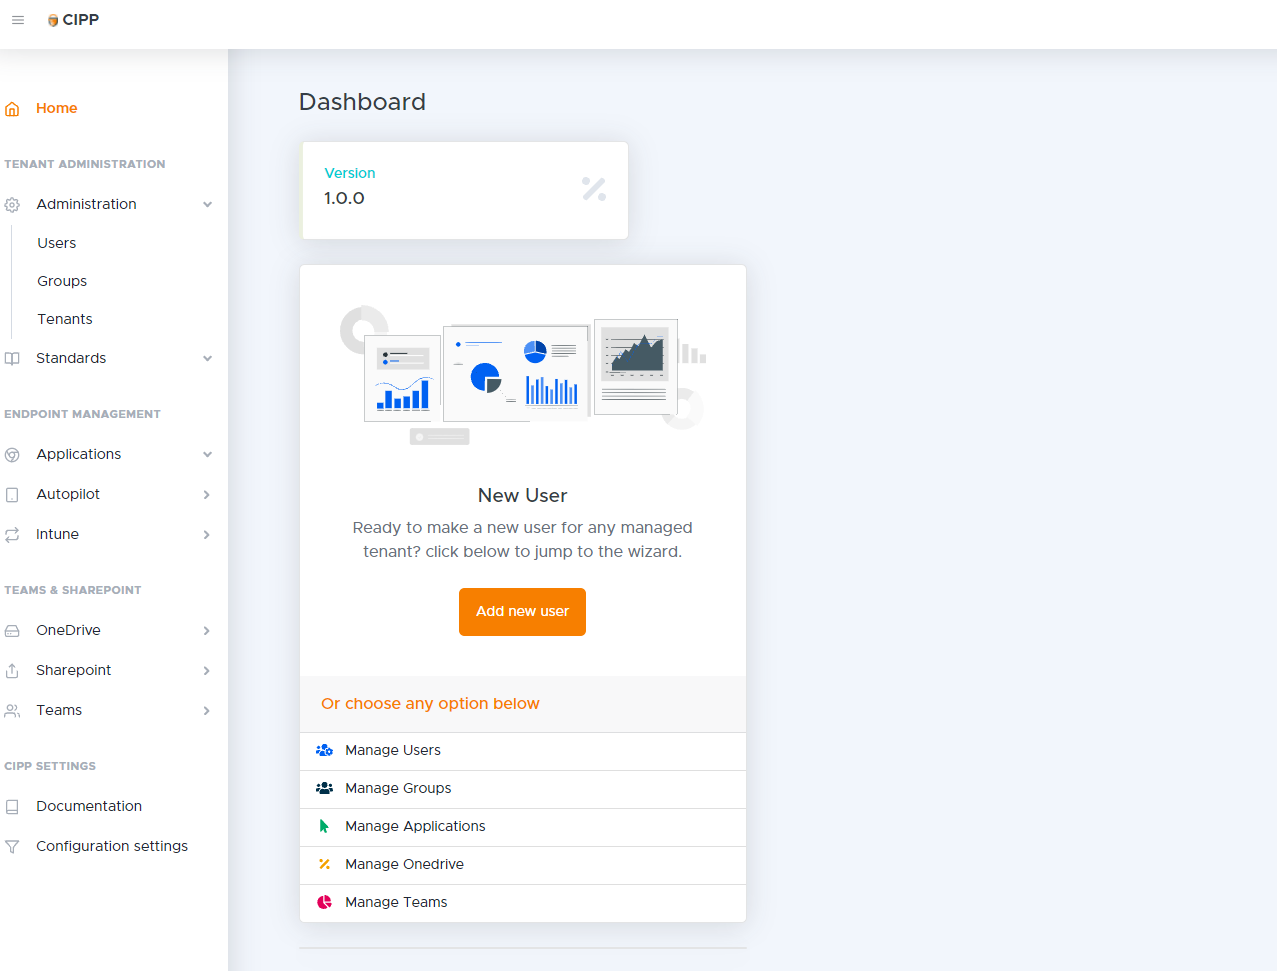 CIPP
Home
TENANT ADMINISTRATION
Administration
Users
Groups
Tenants
Standards
ENDPOINT MANAGEMENT
Applications
Autopilot
Intune
TEAMS & SHAREPOINT
OneDrive
Sharepoint
Teams
CIPP SETTINGS
Documentation
Configuration settings
Dashboard
Version
1.0.0
New User
Ready to make a new user for any managed
tenant? click below to jump to the wizard.
Add new user
Or choose any option below
Manage Users
Manage Groups
Manage Applications
Manage Onedrive
Manage Teams